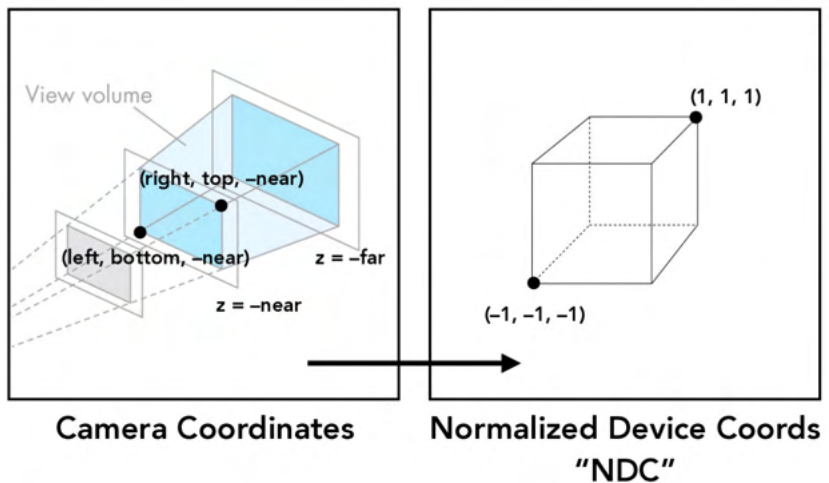 View volume
(right, top, –near)
(left, bottom, –near)
z = –far
z = –near
Camera Coordinates
(1, 1, 1)
(–1, –1, –1)
Normalized Device Coords
“NDC”